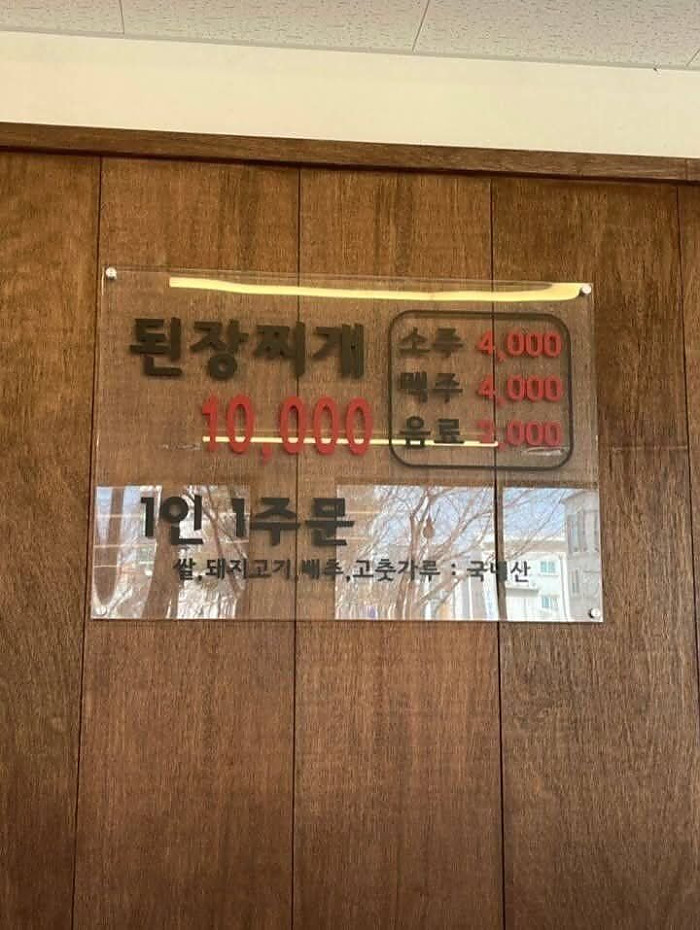 된장찌개
10,000
소주 4,000
맥주 4,000
음료 2,000
1인 1주문
쌀,돼지고기,배추,고춧가루 : 국내산